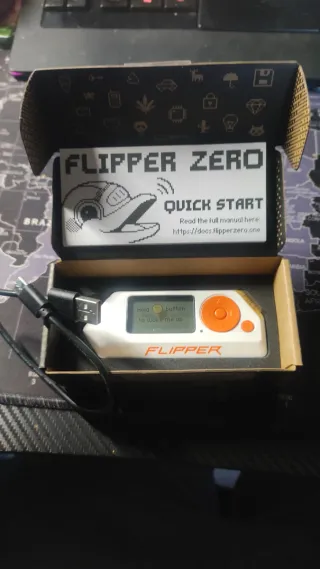 FLIPPER ZERO
QUICK START
Read the full manual here:
https://docs.flipperzero.one
FLIPPER